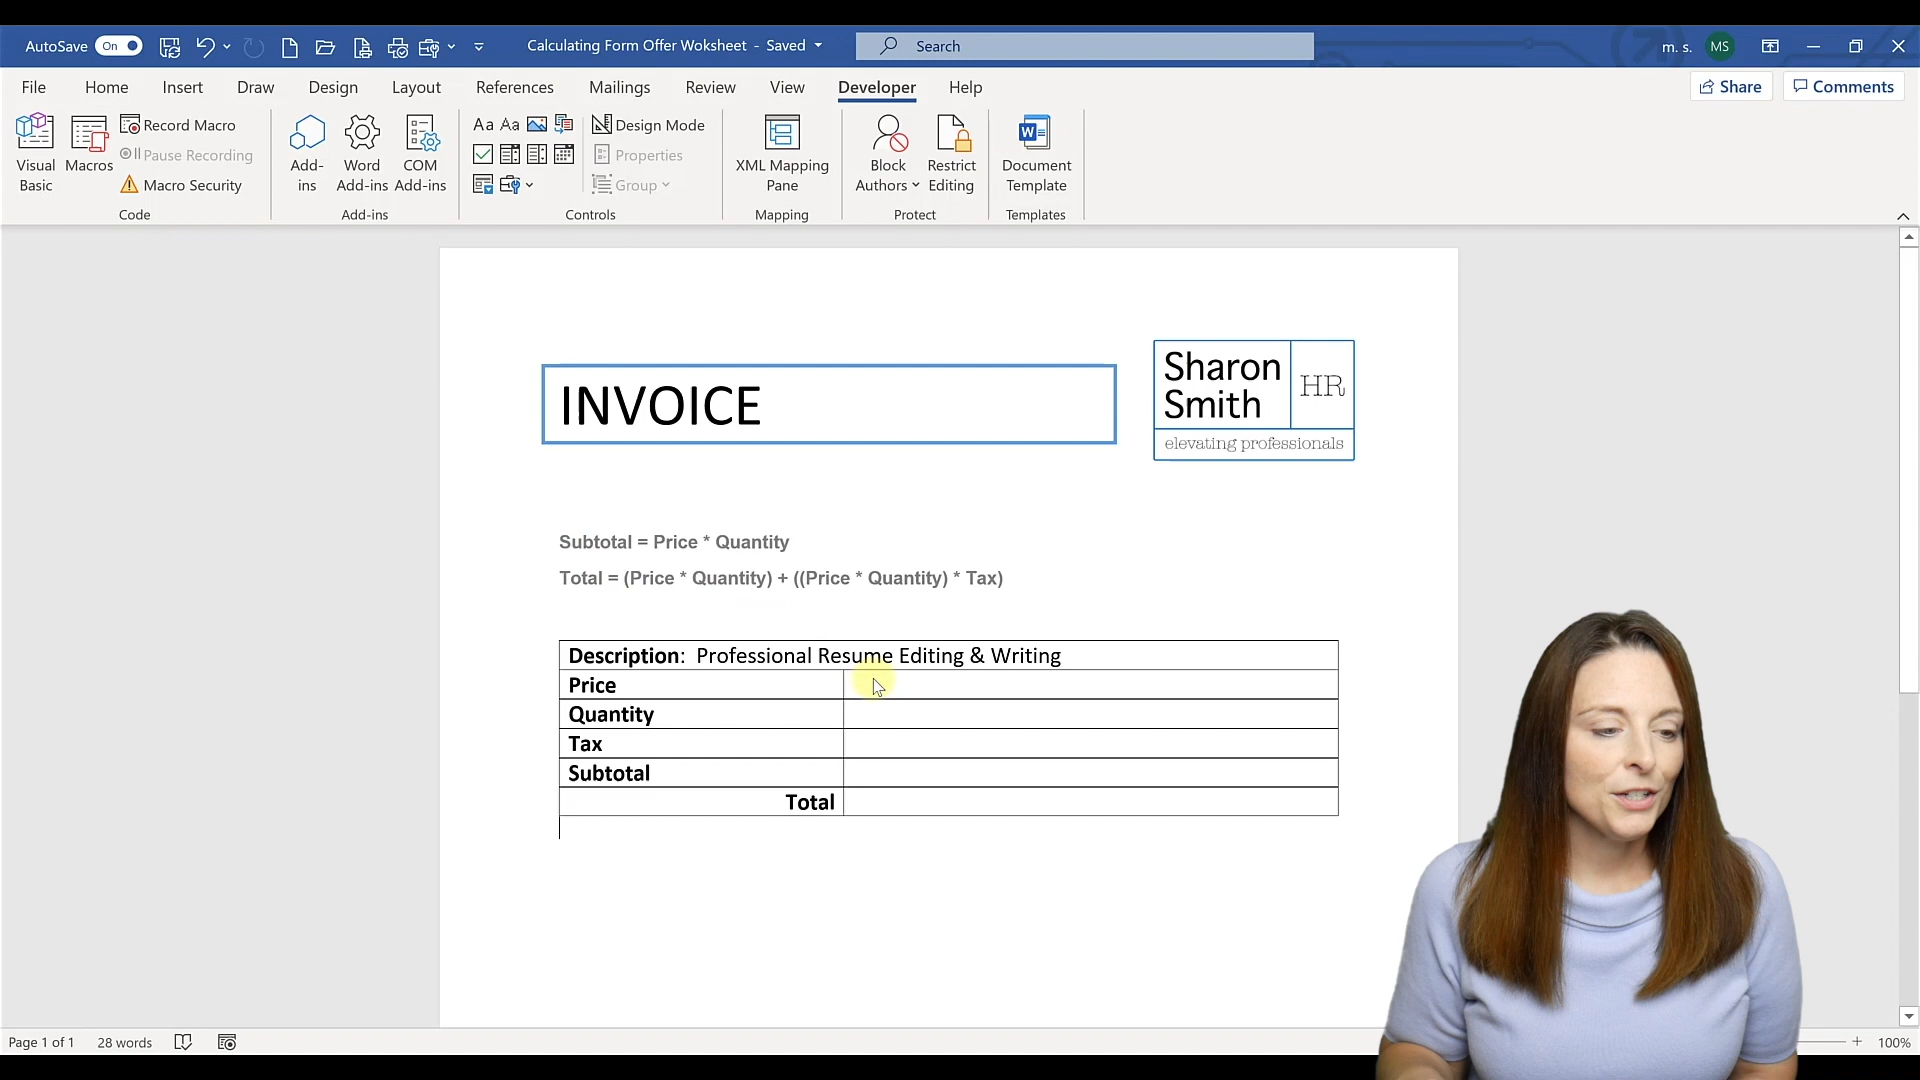 AutoSave On Calculating Form Offer Woksheet - Saved Search m. s. MS
File Home Insert Draw Design Layout References Mailings Review View Developer Help Share Comments
Visual Basic
Macros
Record Macro
Pause Recording
Macro Security
Code
Add-ins
Word Add-ins
COM Add-ins
Add-ins
Aa Aa
Design Mode
Properties
Group
Controls
XML Mapping Pane
Mapping
Block Authors
Restrict Editing
Protect
Document Template
Templates
INVOICE
Sharon
Smith
HR
elevating professionals
Subtotal = Price * Quantity
Total = (Price * Quantity) + ((Price * Quantity) * Tax)
Description: Professional Resume Editing & Writing
Price
Quantity
Tax
Subtotal
Total
Page 1 of 1 28 words 100%